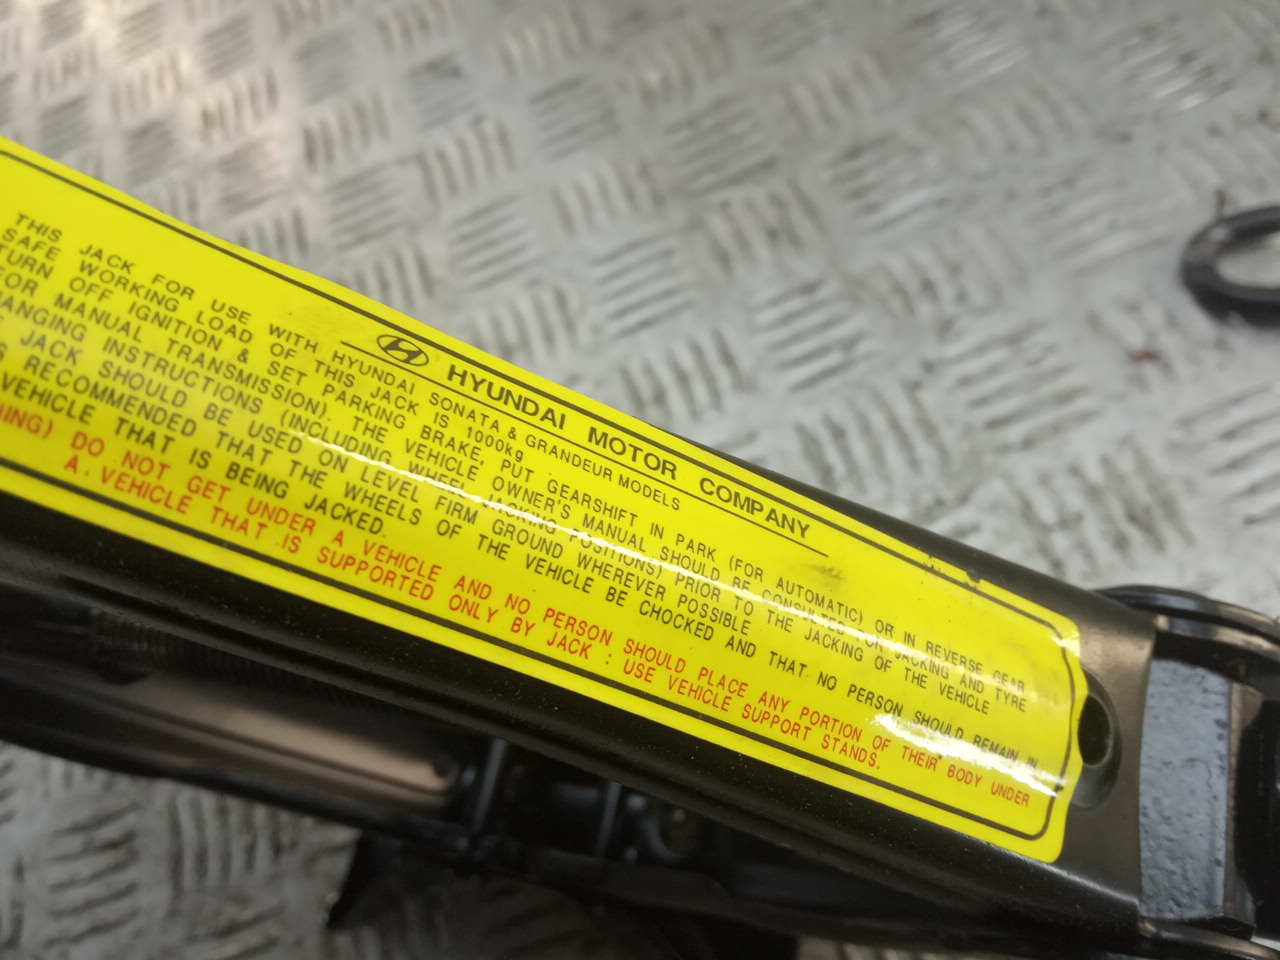 HYUNDAI MOTOR COMPANY
THIS JACK FOR USE WITH HYUNDAI SONATA & GRANDEUR MODELS
SAFE WORKING LOAD OF THIS JACK IS 1000kg
TURN OFF IGNITION & SET PARKING BRAKE, PUT GEARSHIFT IN PARK (FOR AUTOMATIC) OR IN REVERSE GEAR
FOR MANUAL TRANSMISSION). THE VEHICLE OWNER'S MANUAL SHOULD BE CONSULTED FOR JACKING AND TYRE
ANGING INSTRUCTIONS (INCLUDING WHEEL JACKING POSITIONS) PRIOR TO THE JACKING OF THE VEHICLE
JACK SHOULD BE USED ON LEVEL FIRM GROUND WHEREVER POSSIBLE
RECOMMENDED THAT THE WHEELS OF THE VEHICLE BE CHOCKED AND THAT NO PERSON SHOULD REMAIN IN
VEHICLE THAT IS BEING JACKED.
NING) DO NOT GET UNDER A VEHICLE AND NO PERSON SHOULD PLACE ANY PORTION OF THEIR BODY UNDER
A. VEHICLE THAT IS SUPPORTED ONLY BY JACK : USE VEHICLE SUPPORT STANDS.